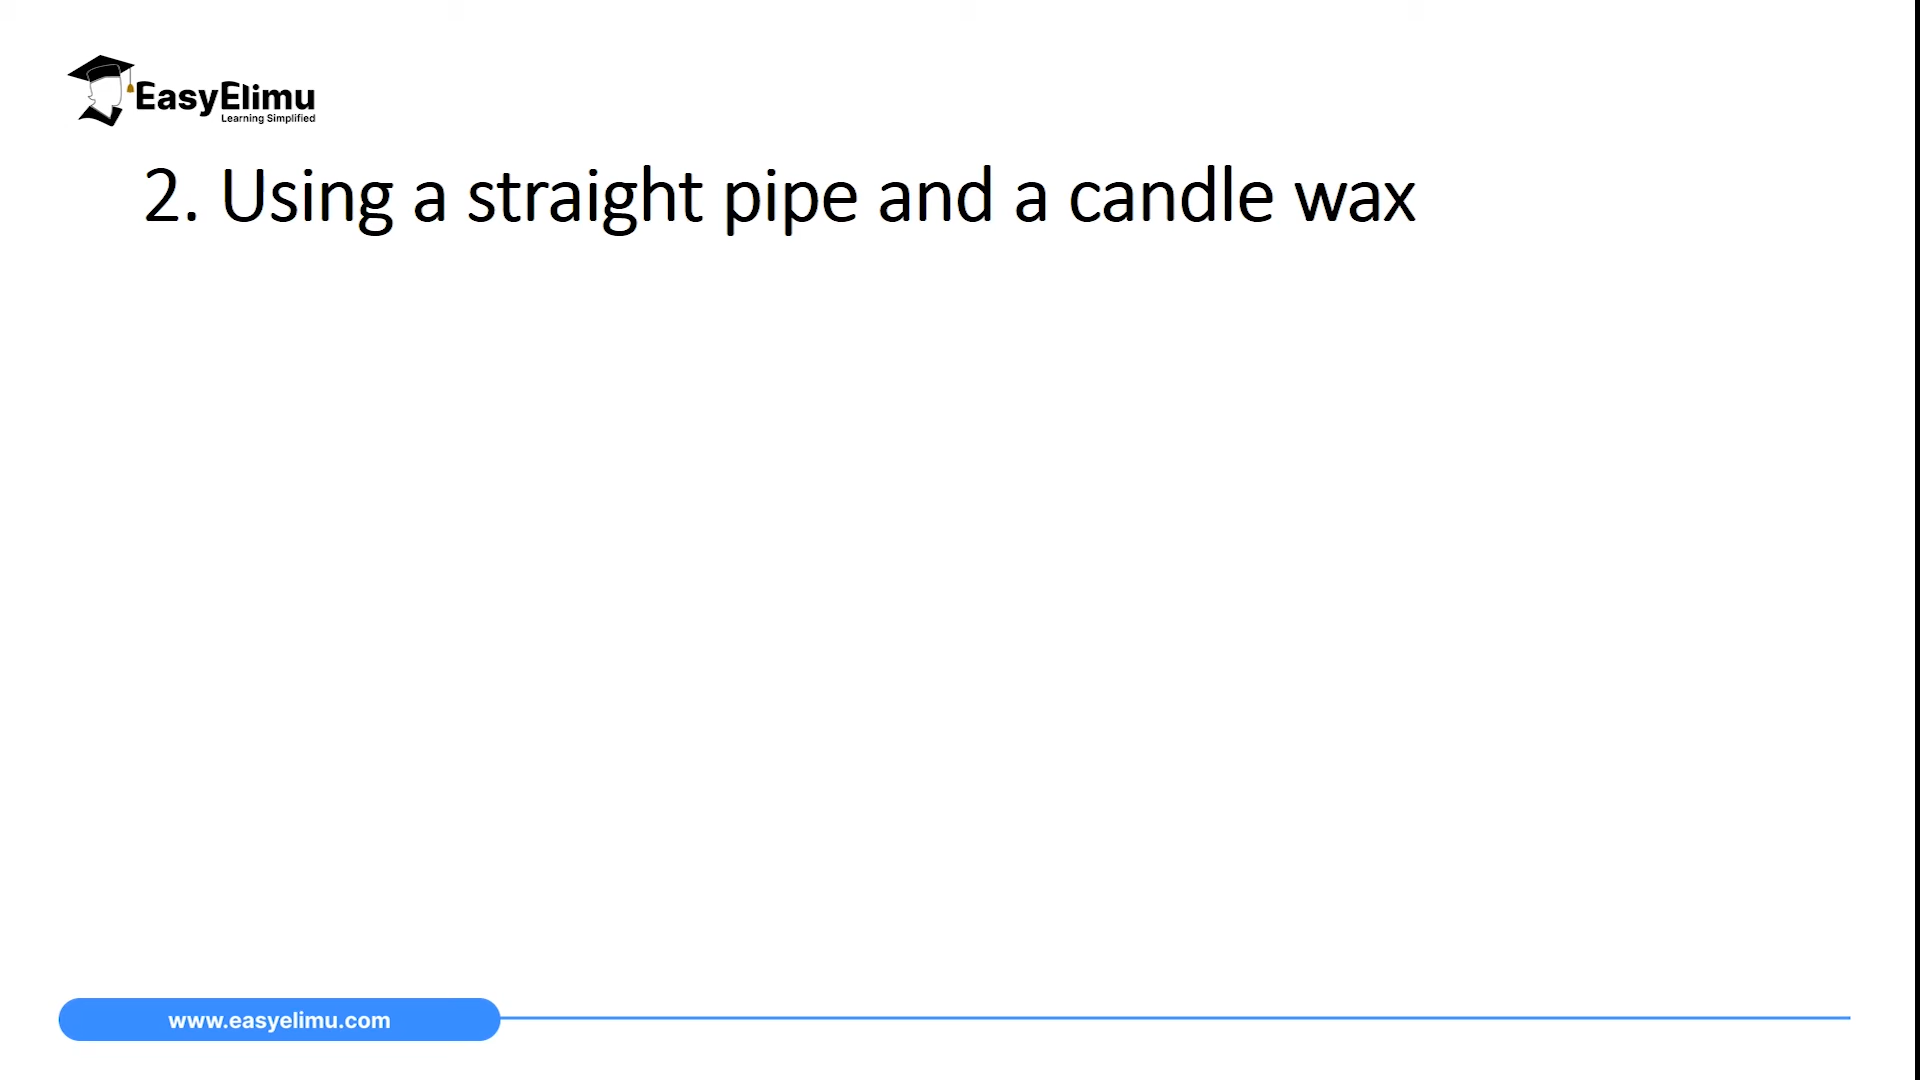 EasyElimu
Learning Simplified
2. Using a straight pipe and a candle wax
www.easyelimu.com